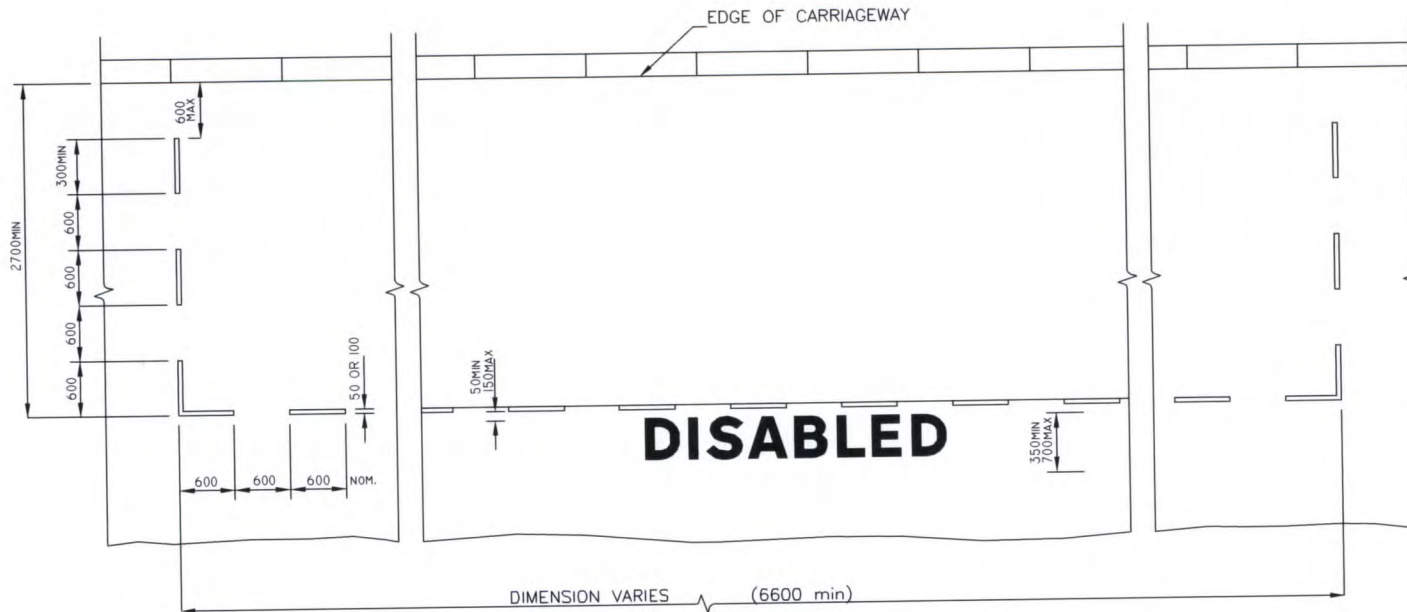 EDGE OF CARRIAGEWAY
600
MAX
300MIN
2700MIN
600
600
600
600
50 OR 100
50MIN
150MAX
DISABLED
350MIN
700MAX
600
600
600
NOM.
DIMENSION VARIES (6600 min)